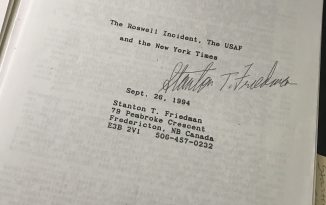 The Roswell Incident, The USAF
and the New York Times
Stanton T. Friedman
Sept. 26, 1994
Stanton T. Friedman
79 Pembroke Crescent
Fredericton, NB Canada
E3B 2V1 506-457-0232